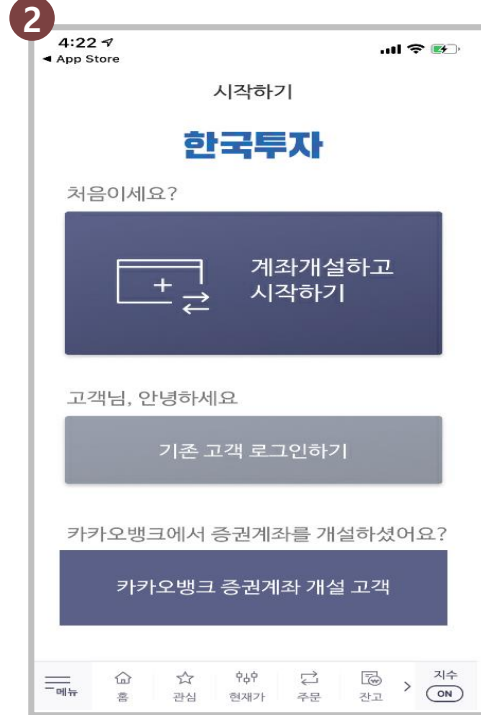 2
4:22
◀ App Store
시작하기
한국투자
처음이세요?
계좌개설하고
시작하기
고객님, 안녕하세요
기존 고객 로그인하기
카카오뱅크에서 증권계좌를 개설하셨어요?
카카오뱅크 증권계좌 개설 고객
메뉴 홈 관심 현재가 주문 잔고 > 지수
ON